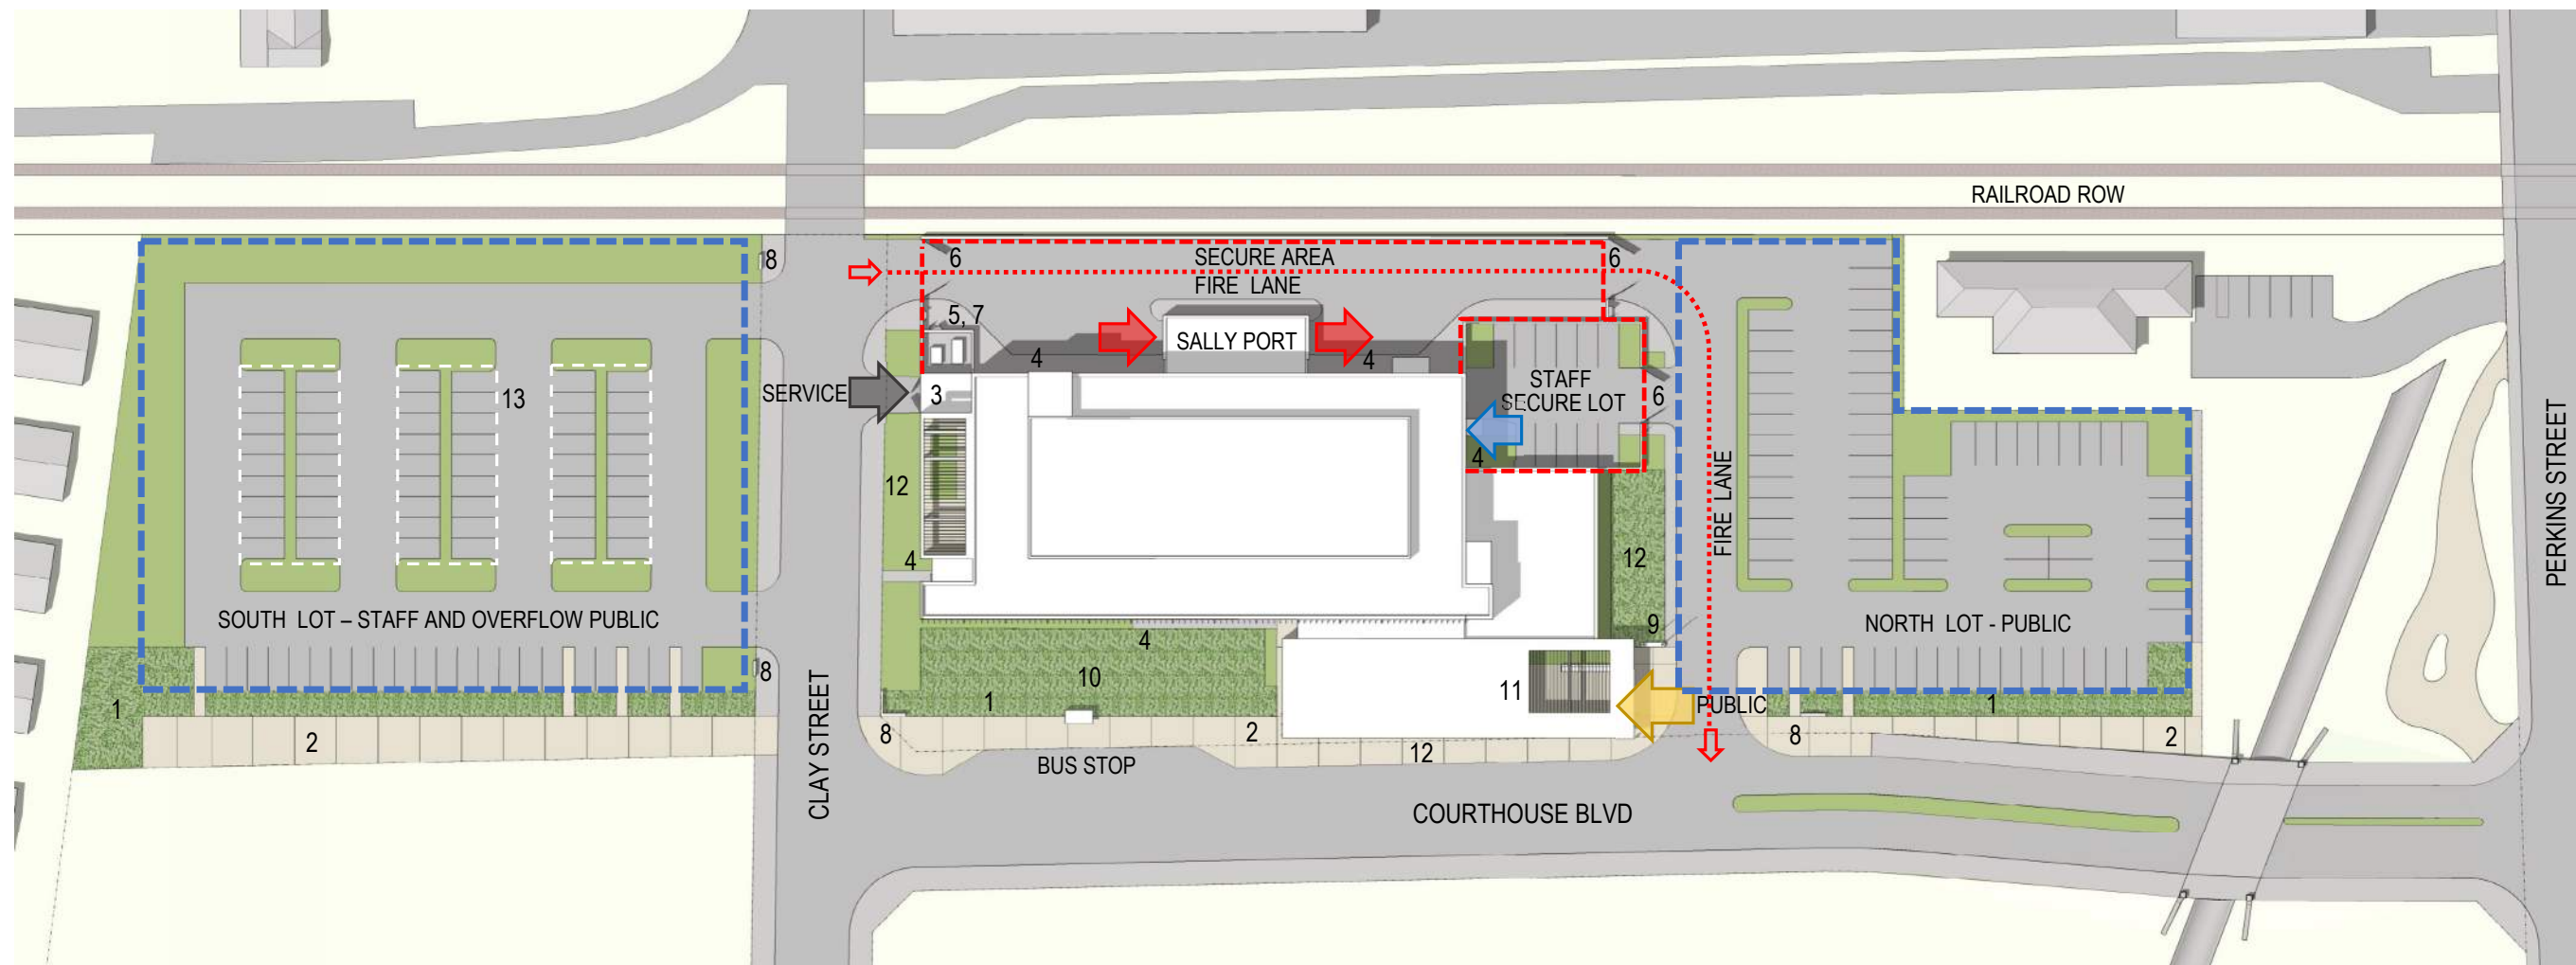 RAILROAD ROW
8
6
SECURE AREA
6
FIRE LANE
5, 7
SALLY PORT
4
4
STAFF
SECURE LOT
SERVICE
3
13
6
4
12
FIRE LANE
12
4
SOUTH LOT – STAFF AND OVERFLOW PUBLIC
4
9
NORTH LOT - PUBLIC
PERKINS STREET
8
10
11
1
1
PUBLIC
1
2
8
2
12
8
2
CLAY STREET
BUS STOP
COURTHOUSE BLVD